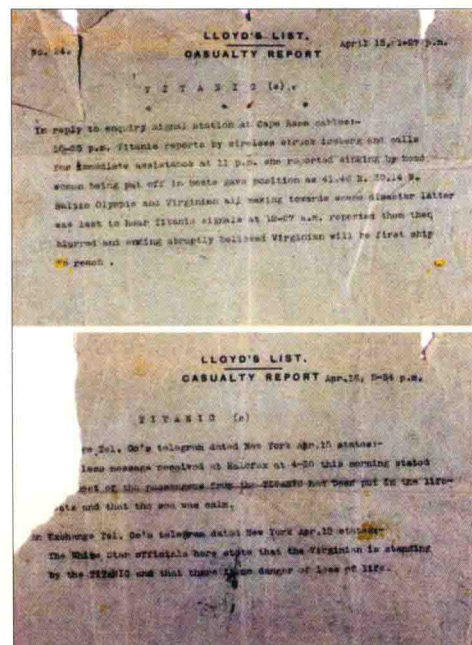 LLOYD'S LIST.
No. 24. CASUALTY REPORT April 15, 1-27 p.m.
TITANIC (s).
In reply to enquiry signal station at Cape Race cables:-
10-25 p.m. Titanic reports by wireless struck iceberg and calls
for immediate assistance at 11 p.m. she reported sinking by head
women being put off in boats gave position as 41.46 N. 50.14 W.
Baltic Olympic and Virginian all making towards scene disaster latter
was last to hear Titanic signals at 12-27 a.m. reported them then
blurred and ending abruptly believed Virginian will be first ship
to reach .
LLOYD'S LIST.
CASUALTY REPORT Apr.16, p.m.
TITANIC (s)
ge Tel. Co's telegram dated New York Apr.15 states:-
less message received at Halifax at 4-20 this morning stated
most of the passengers from the TITANIC had been put in the life-
ats and that the sea was calm.
n Exchange Tel. Co's telegram dated New York Apr.15 states:-
The White Star officials here state that the Virginian is standing
by the TITANIC and that there is no danger of loss of life.